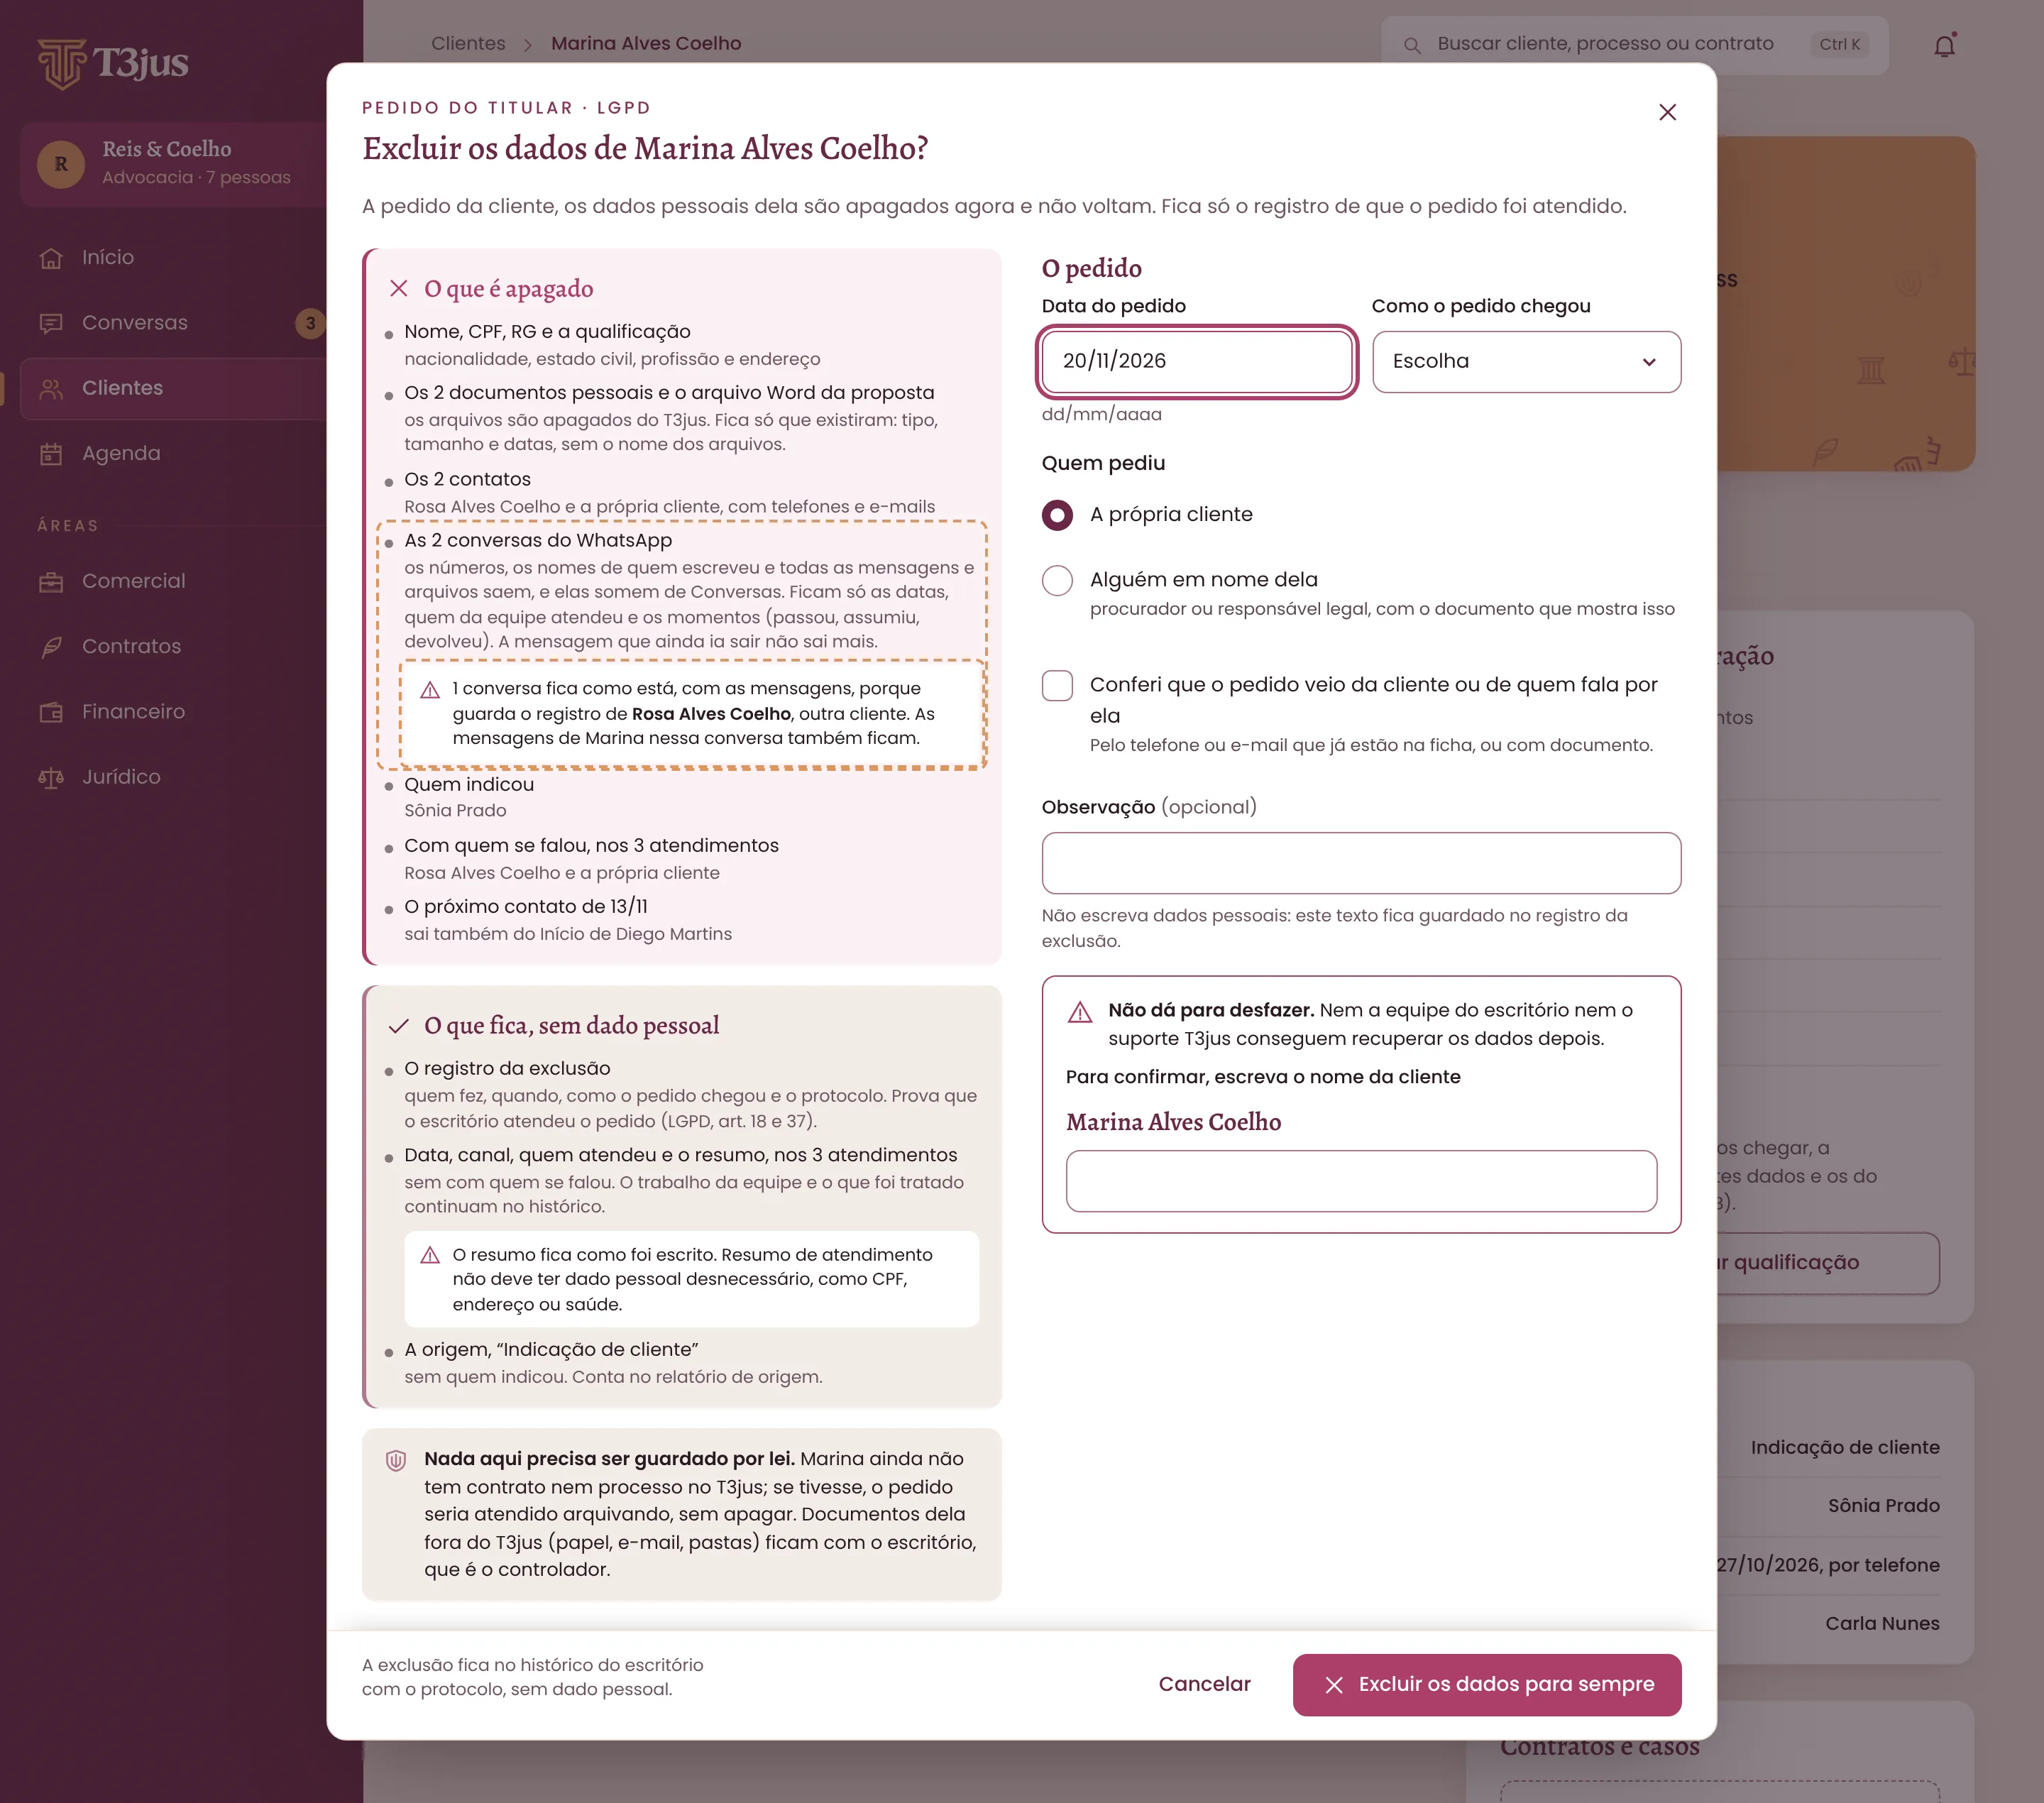 T3jus
Clientes > Marina Alves Coelho
Buscar cliente, processo ou contrato
Ctrl K
R
Reis & Coelho
Advocacia · 7 pessoas
Início
Conversas
3
Clientes
Agenda
ÁREAS
Comercial
Contratos
Financeiro
Jurídico
PEDIDO DO TITULAR · LGPD
Excluir os dados de Marina Alves Coelho?
A pedido da cliente, os dados pessoais dela são apagados agora e não voltam. Fica só o registro de que o pedido foi atendido.
O que é apagado
Nome, CPF, RG e a qualificação
nacionalidade, estado civil, profissão e endereço
Os 2 documentos pessoais e o arquivo Word da proposta
os arquivos são apagados do T3jus. Fica só que existiram: tipo,
tamanho e datas, sem o nome dos arquivos.
Os 2 contatos
Rosa Alves Coelho e a própria cliente, com telefones e e-mails
As 2 conversas do WhatsApp
os números, os nomes de quem escreveu e todas as mensagens e
arquivos saem, e elas somem de Conversas. Ficam só as datas,
quem da equipe atendeu e os momentos (passou, assumiu,
devolveu). A mensagem que ainda ia sair não sai mais.
1 conversa fica como está, com as mensagens, porque
guarda o registro de Rosa Alves Coelho, outra cliente. As
mensagens de Marina nessa conversa também ficam.
Quem indicou
Sônia Prado
Com quem se falou, nos 3 atendimentos
Rosa Alves Coelho e a própria cliente
O próximo contato de 13/11
sai também do Início de Diego Martins
O que fica, sem dado pessoal
O registro da exclusão
quem fez, quando, como o pedido chegou e o protocolo. Prova que
o escritório atendeu o pedido (LGPD, art. 18 e 37).
Data, canal, quem atendeu e o resumo, nos 3 atendimentos
sem com quem se falou. O trabalho da equipe e o que foi tratado
continuam no histórico.
O resumo fica como foi escrito. Resumo de atendimento
não deve ter dado pessoal desnecessário, como CPF,
endereço ou saúde.
A origem, “Indicação de cliente”
sem quem indicou. Conta no relatório de origem.
Nada aqui precisa ser guardado por lei. Marina ainda não
tem contrato nem processo no T3jus; se tivesse, o pedido
seria atendido arquivando, sem apagar. Documentos dela
fora do T3jus (papel, e-mail, pastas) ficam com o escritório,
que é o controlador.
O pedido
Data do pedido
20/11/2026
dd/mm/aaaa
Como o pedido chegou
Escolha
Quem pediu
A própria cliente
Alguém em nome dela
procurador ou responsável legal, com o documento que mostra isso
Conferi que o pedido veio da cliente ou de quem fala por
ela
Pelo telefone ou e-mail que já estão na ficha, ou com documento.
Observação (opcional)
Não escreva dados pessoais: este texto fica guardado no registro da
exclusão.
Não dá para desfazer. Nem a equipe do escritório nem o
suporte T3jus conseguem recuperar os dados depois.
Para confirmar, escreva o nome da cliente
Marina Alves Coelho
A exclusão fica no histórico do escritório
com o protocolo, sem dado pessoal.
Cancelar
Excluir os dados para sempre
ss
ração
ntos
os chegar, a
tes dados e os do
qualificação
Indicação de cliente
Sônia Prado
27/10/2026, por telefone
Carla Nunes
Contratos e casos